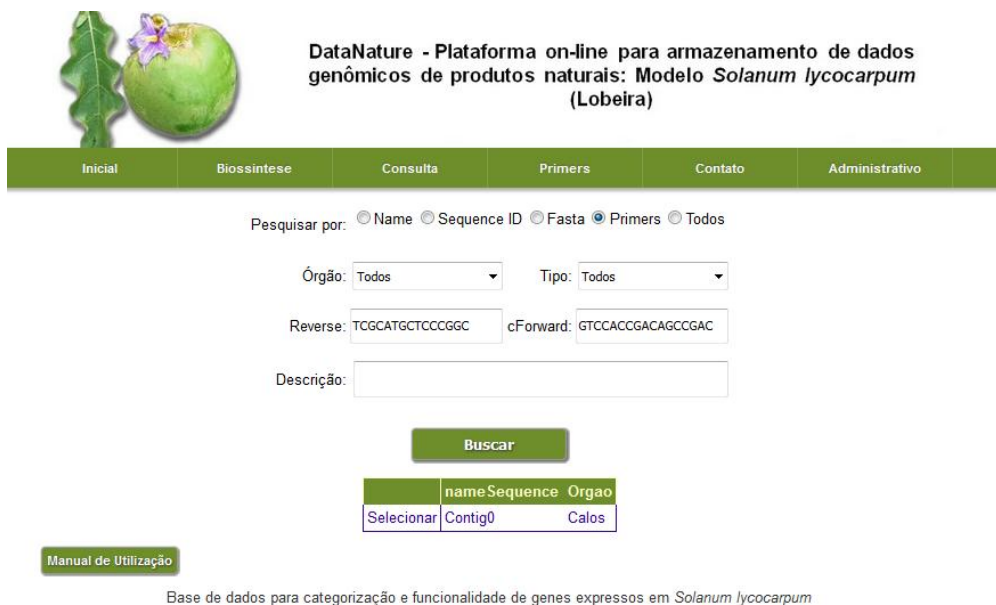 DataNature - Plataforma on-line para armazenamento de dados
genômicos de produtos naturais: Modelo Solanum lycocarpum
(Lobeira)
Inicial Biossintese Consulta Primers Contato Administrativo
Pesquisar por: Name Sequence ID Fasta Primers Todos
Órgão: Todos Tipo: Todos
Reverse: TCGCATGCTCCCGGC cForward: GTCCACCGACAGCCGAC
Descrição:
Buscar
nameSequence Orgao
Selecionar Contig0 Calos
Manual de Utilização
Base de dados para categorização e funcionalidade de genes expressos em Solanum lycocarpum